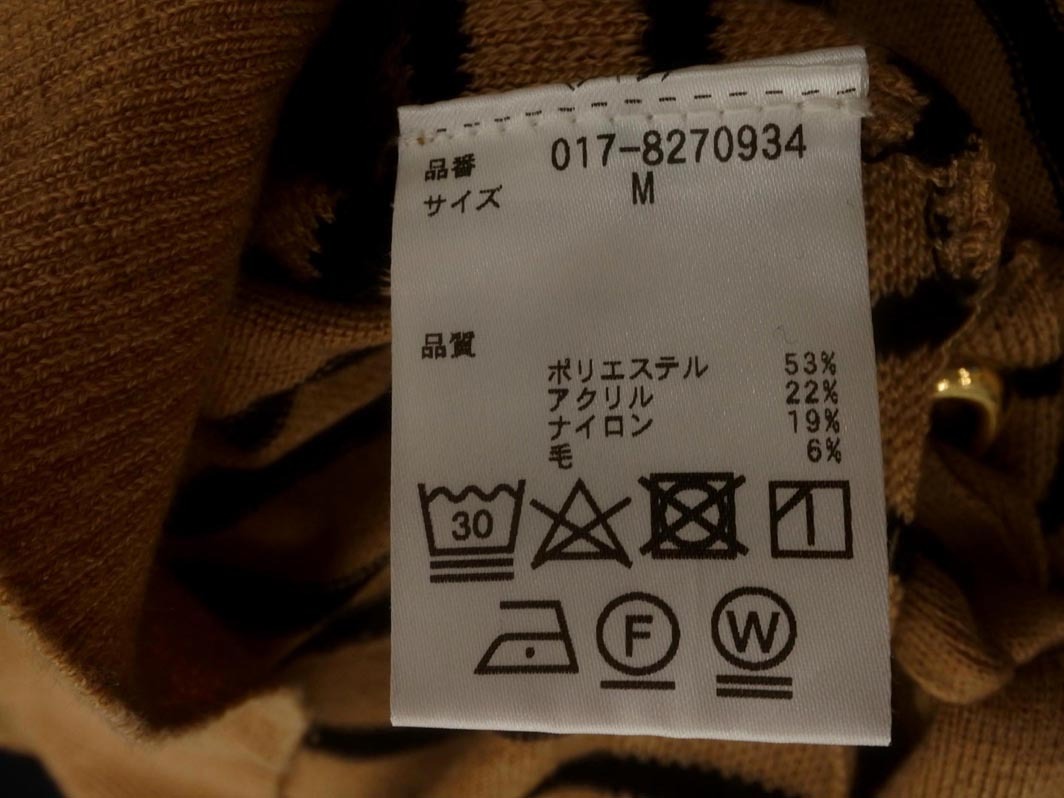 品番 017-8270934
サイズ M
品質
ポリエステル 53%
アクリル 22%
ナイロン 19%
毛 6%
30
F W